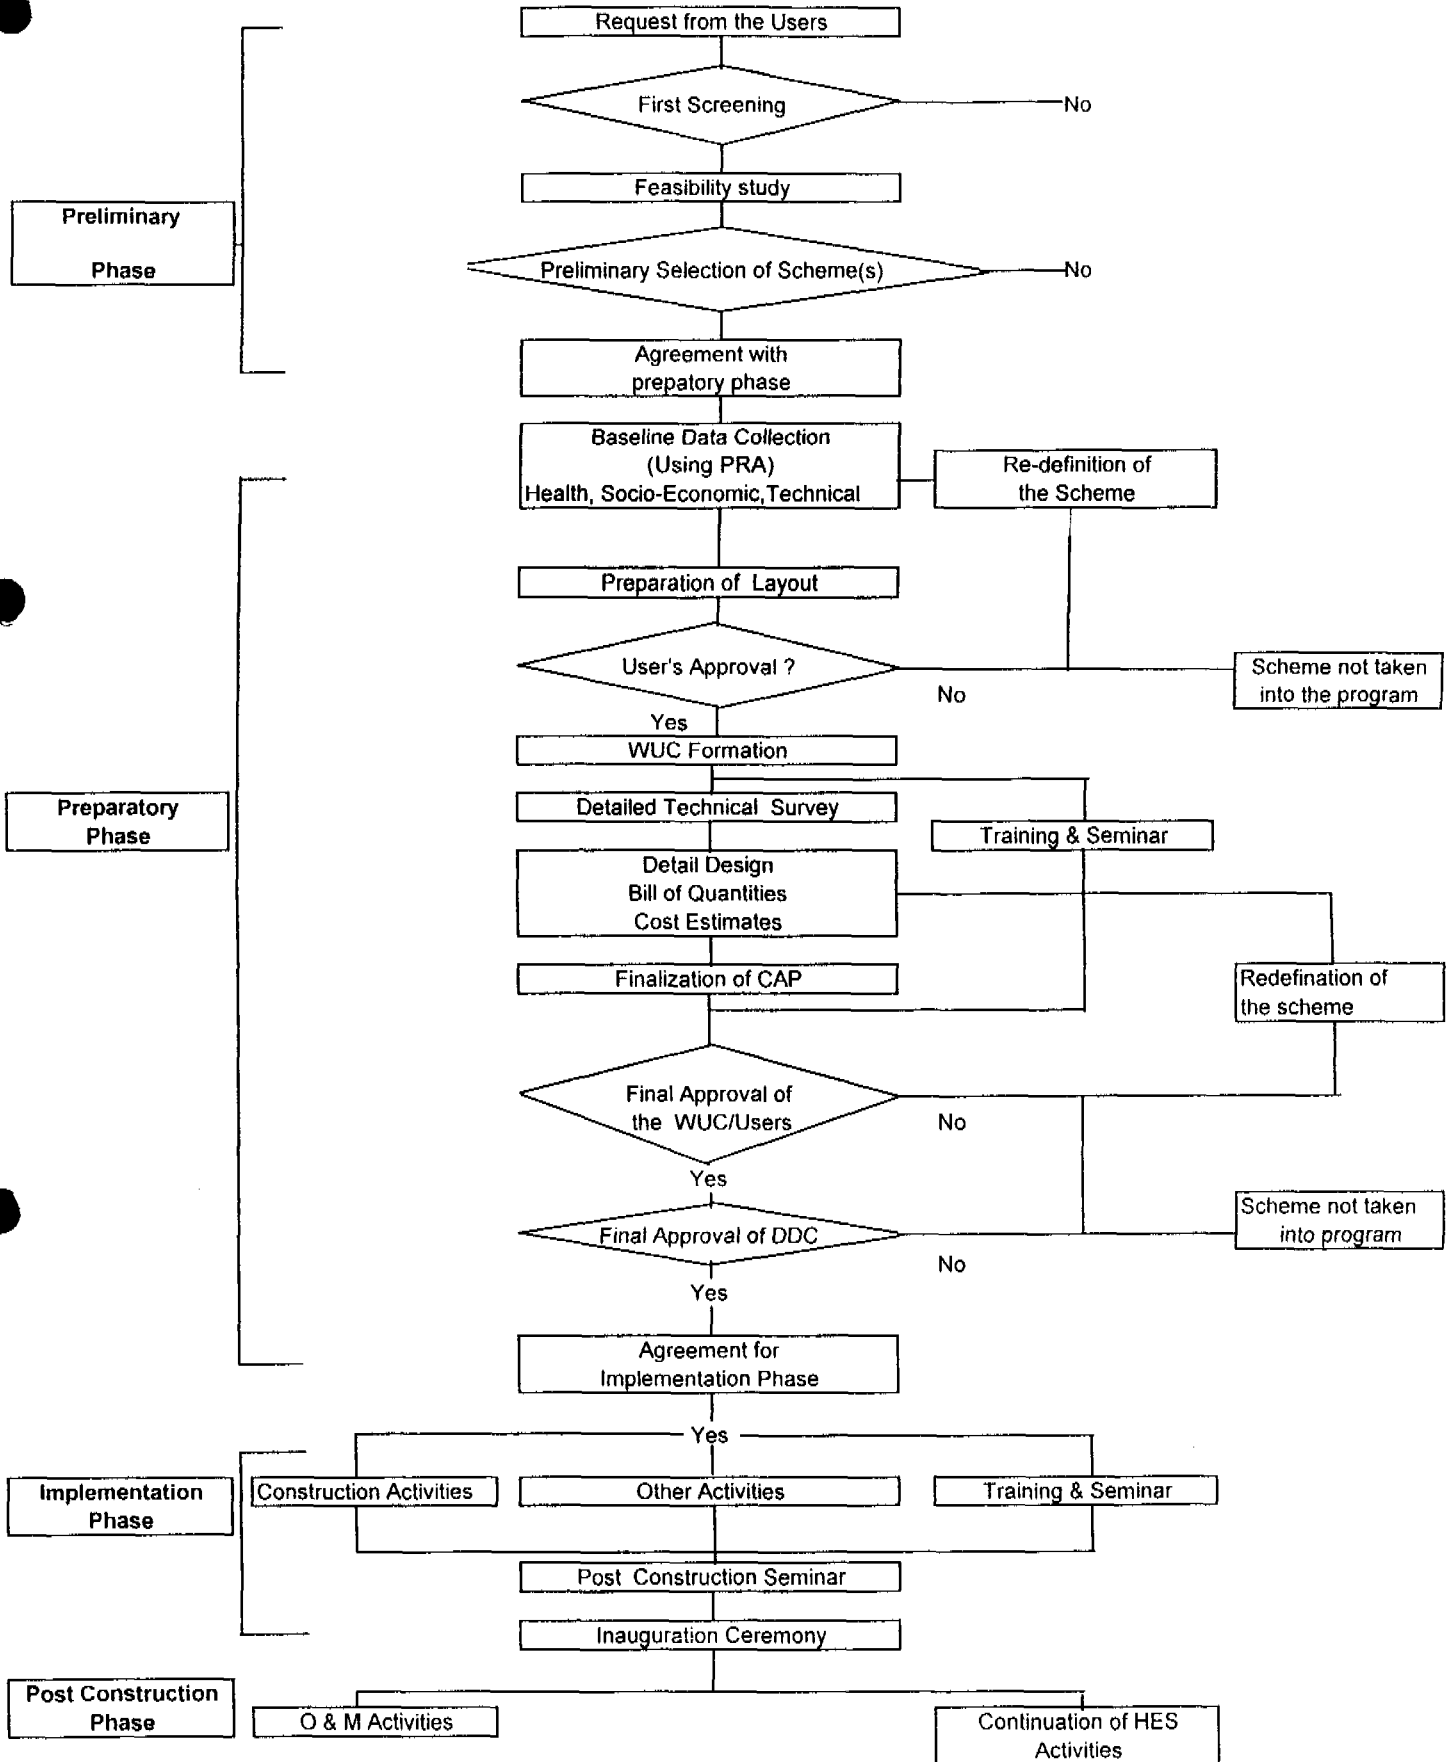 Request from the Users
First Screening
No
Feasibility study
Preliminary
Phase
Preliminary Selection of Scheme(s)
No
Agreement with
prepatory phase
Baseline Data Collection
(Using PRA)
Health, Socio-Economic, Technical
Re-definition of
the Scheme
Preparation of Layout
User's Approval ?
No
Scheme not taken
into the program
Yes
WUC Formation
Preparatory
Phase
Detailed Technical Survey
Training & Seminar
Detail Design
Bill of Quantities
Cost Estimates
Finalization of CAP
Redefination of
the scheme
Final Approval of
the WUC/Users
No
Yes
Final Approval of DDC
No
Scheme not taken
into program
Yes
Agreement for
Implementation Phase
Yes
Implementation
Phase
Construction Activities
Other Activities
Training & Seminar
Post Construction Seminar
Inauguration Ceremony
Post Construction
Phase
O & M Activities
Continuation of HES
Activities